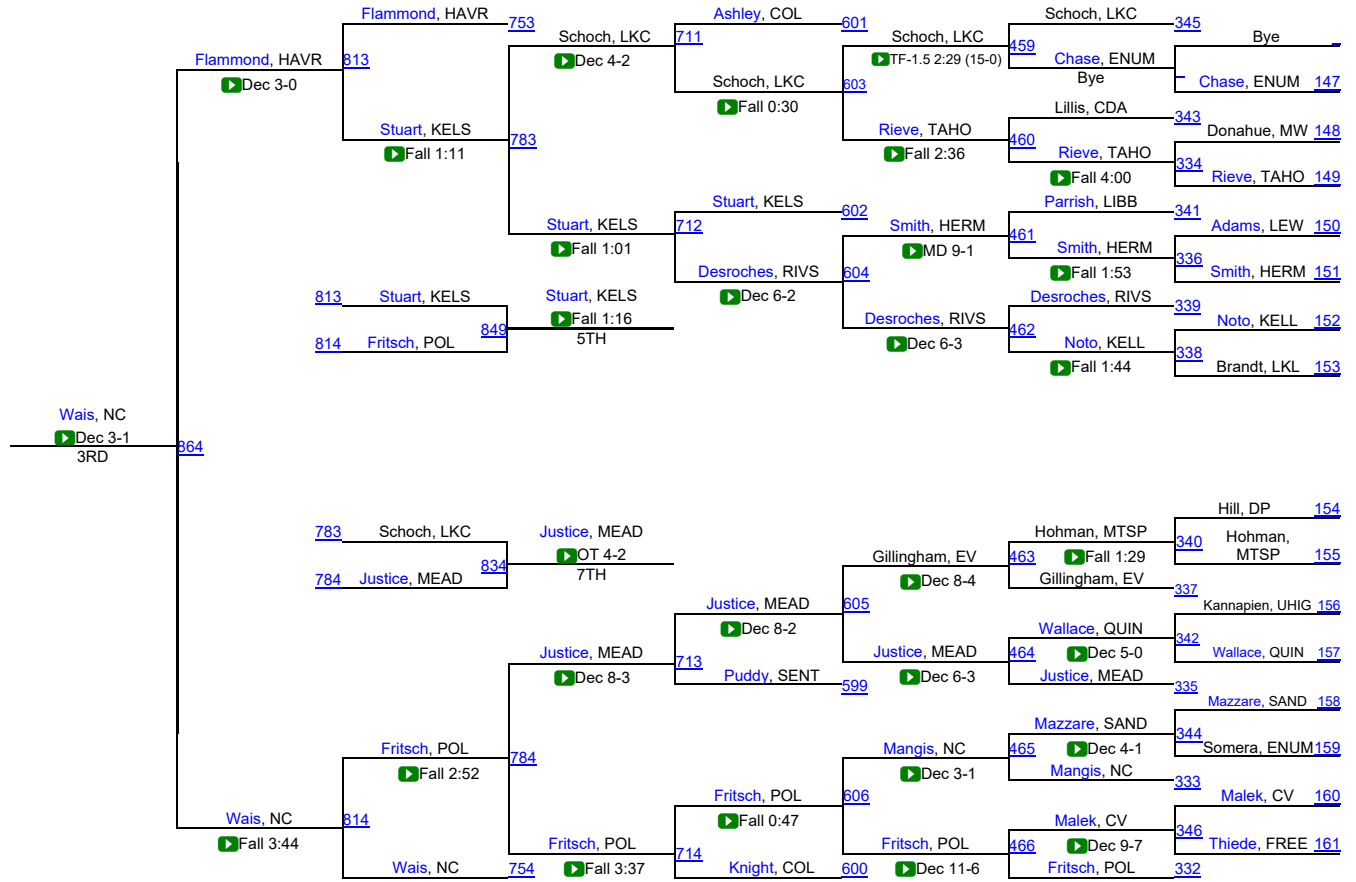 Flammond, HAVR
753
Ashley, COL
601
Schoch, LKC
345
Schoch, LKC
711
Schoch, LKC
459
Bye
Flammond, HAVR
813
Dec 4-2
TF-1.5 2:29 (15-0)
Chase, ENUM
Bye
Dec 3-0
Schoch, LKC
603
Chase, ENUM
147
Fall 0:30
Lillis, CDA
343
Stuart, KELS
783
Rieve, TAHO
460
Donahue, MW
148
Fall 1:11
Fall 2:36
Rieve, TAHO
334
Fall 4:00
Rieve, TAHO
149
Stuart, KELS
602
Parrish, LIBB
341
Stuart, KELS
712
Smith, HERM
461
Adams, LEW
150
Fall 1:01
MD 9-1
Smith, HERM
336
Desroches, RIVS
604
Fall 1:53
Smith, HERM
151
813
Stuart, KELS
Stuart, KELS
Dec 6-2
Desroches, RIVS
339
Fall 1:16
Desroches, RIVS
462
Noto, KELL
152
814
Fritsch, POL
849
5TH
Dec 6-3
Noto, KELL
338
Fall 1:44
Brandt, LKL
153
Wais, NC
Dec 3-1
864
3RD
Hill, DP
154
783
Schoch, LKC
Justice, MEAD
Hohman, MTSP
340
Hohman,
MTSP
155
OT 4-2
Gillingham, EV
463
Fall 1:29
784
Justice, MEAD
834
7TH
Dec 8-4
Gillingham, EV
337
Justice, MEAD
605
Kannapien, UHIG
156
Dec 8-2
Wallace, QUIN
342
Justice, MEAD
713
Justice, MEAD
464
Dec 5-0
Wallace, QUIN
157
Dec 8-3
Puddy, SENT
599
Dec 6-3
Justice, MEAD
335
Mazzare, SAND
158
Mazzare, SAND
344
Fritsch, POL
784
Mangis, NC
465
Dec 4-1
Somera, ENUM
159
Fall 2:52
Dec 3-1
Mangis, NC
333
Fritsch, POL
606
Malek, CV
160
Wais, NC
814
Fall 0:47
Malek, CV
346
Fall 3:44
Fritsch, POL
714
Fritsch, POL
466
Dec 9-7
Thiede, FREE
161
Wais, NC
754
Fall 3:37
Knight, COL
600
Dec 11-6
Fritsch, POL
332